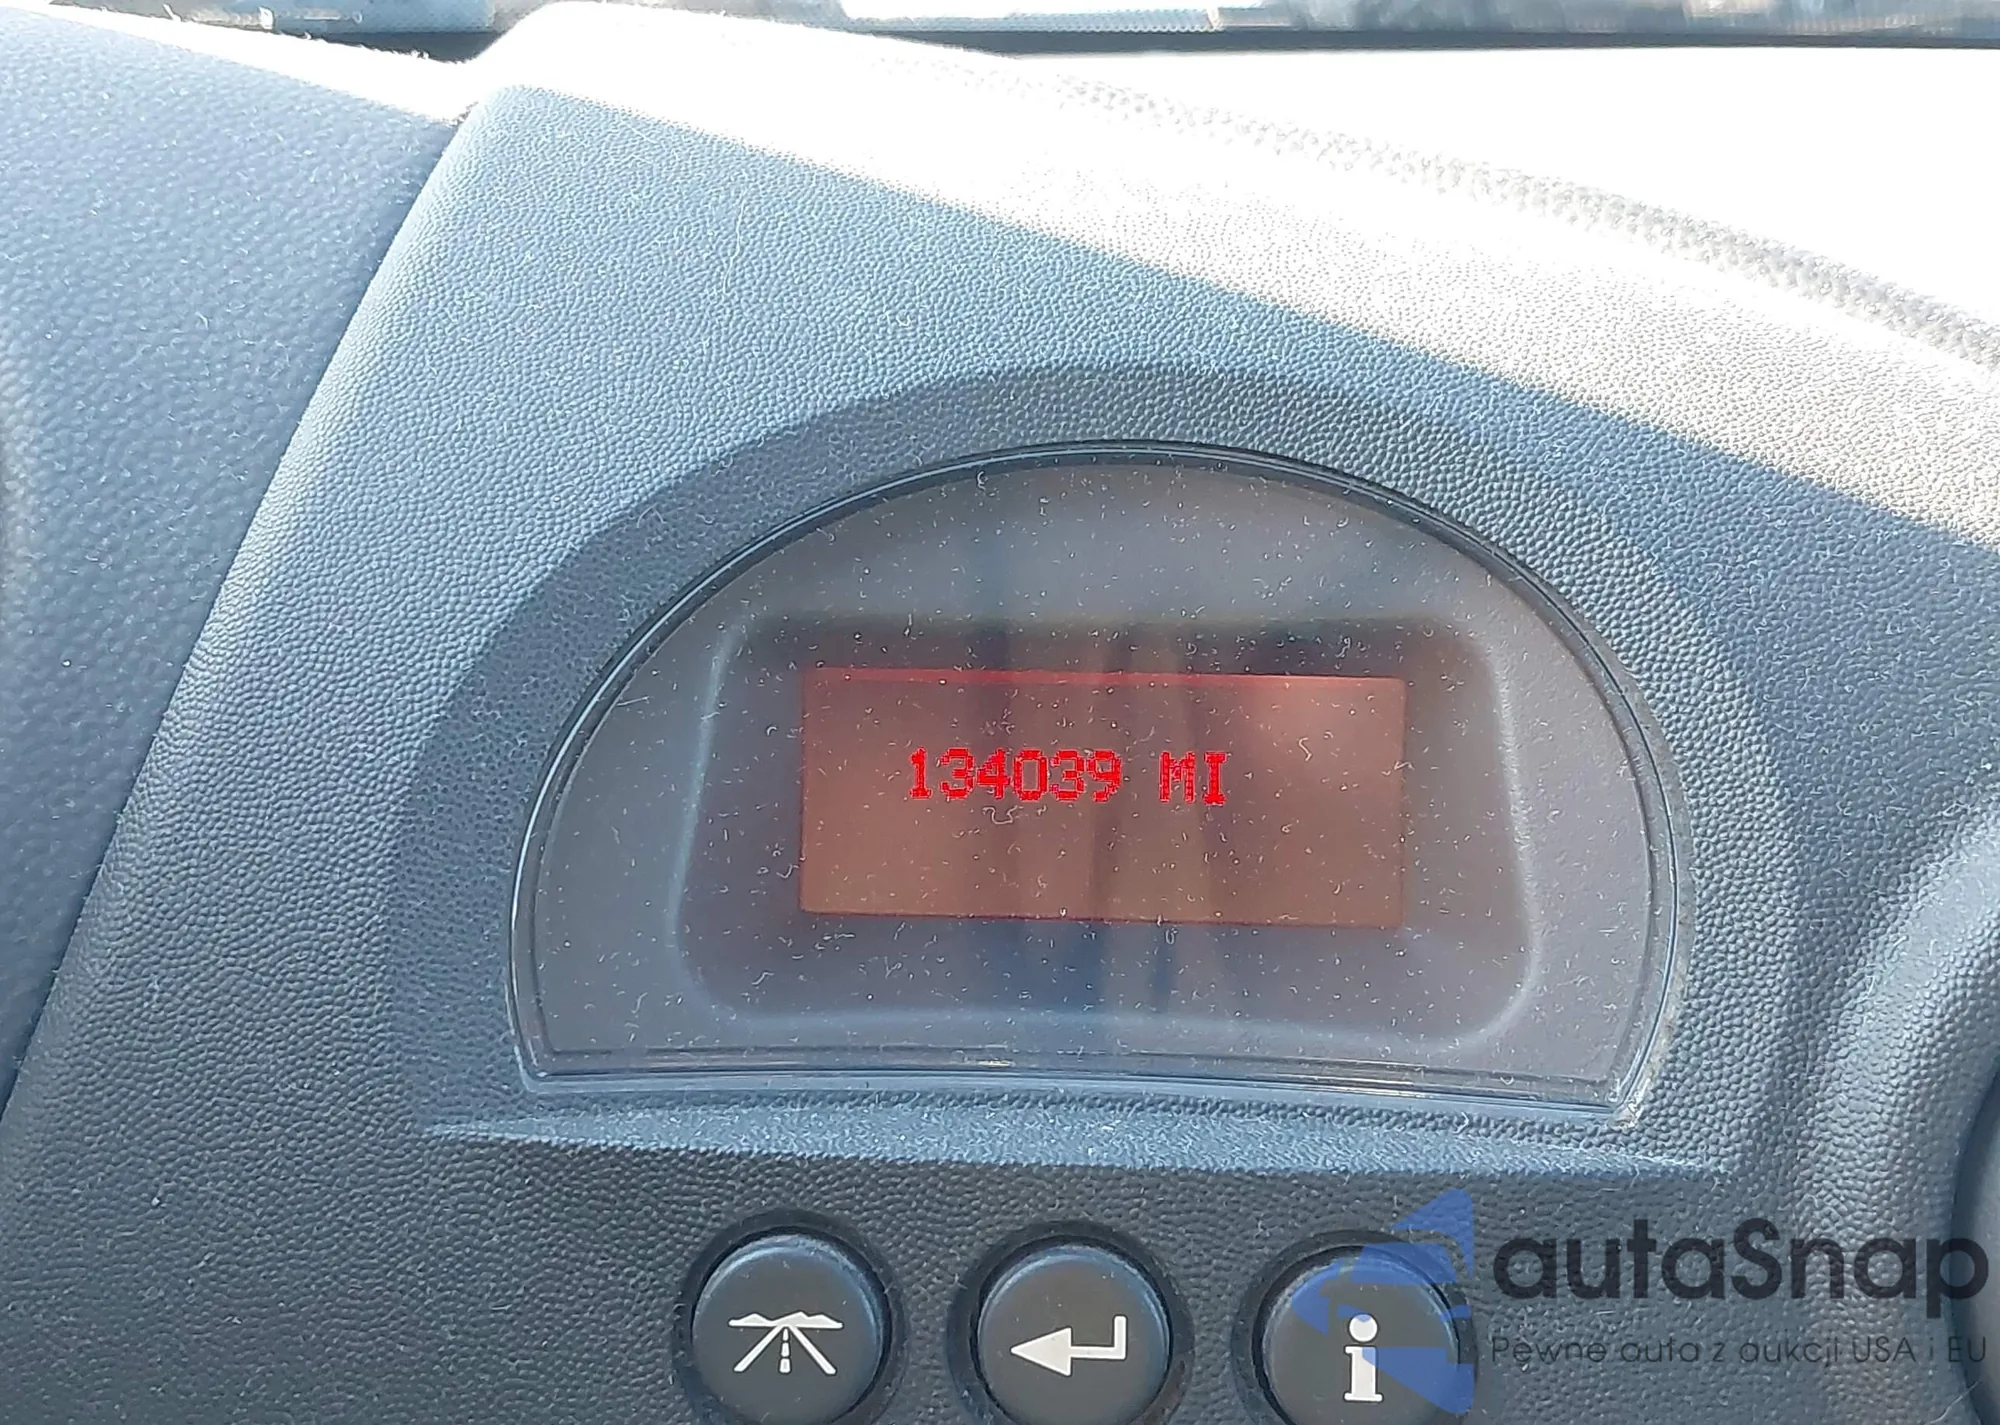 134039 MI
autaSnap
Pewne auta z aukcji USA i EU